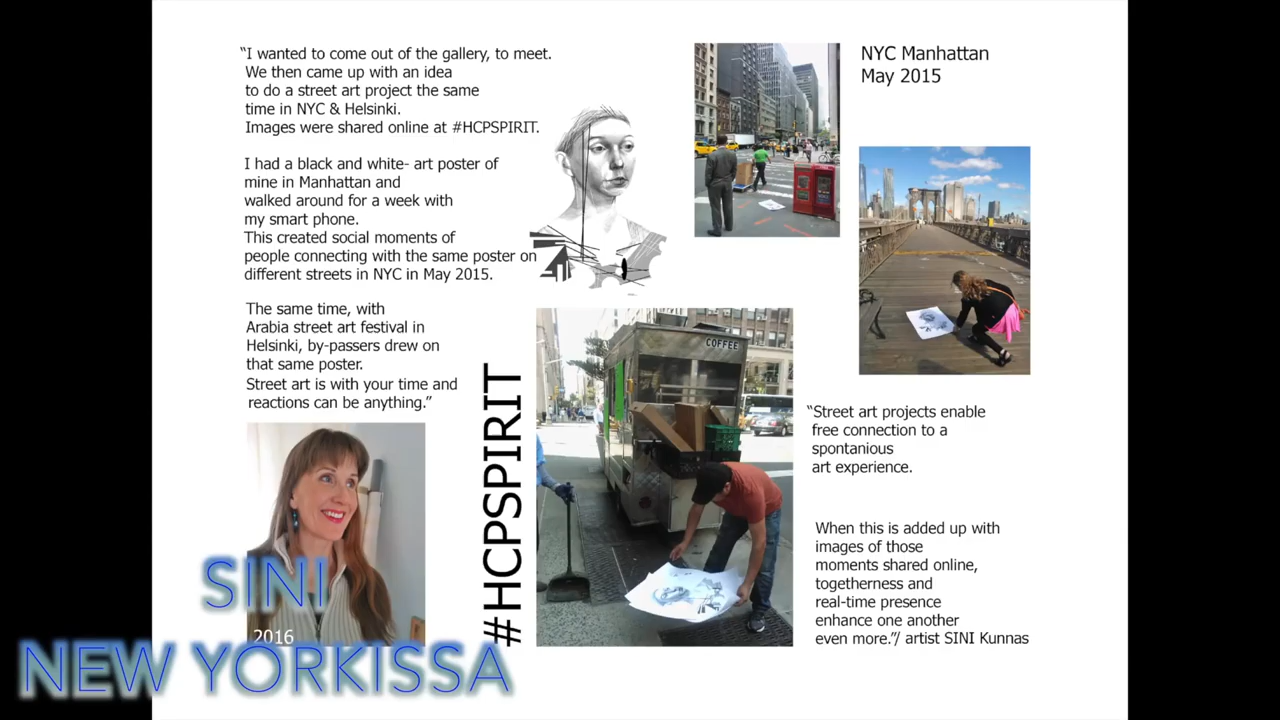 “I wanted to come out of the gallery, to meet.
We then came up with an idea
to do a street art project the same
time in NYC & Helsinki.
Images were shared online at #HCPSPIRIT.
I had a black and white- art poster of
mine in Manhattan and
walked around for a week with
my smart phone.
This created social moments of
people connecting with the same poster on
different streets in NYC in May 2015.
The same time, with
Arabia street art festival in
Helsinki, by-passers drew on
that same poster.
Street art is with your time and
reactions can be anything.”
NYC Manhattan
May 2015
COFFEE
#HCPSPIRIT
“Street art projects enable
free connection to a
spontanious
art experience.
When this is added up with
images of those
moments shared online,
togetherness and
real-time presence
enhance one another
even more.”/ artist SINI Kunnas
2016
SINI
NEW YORKISSA